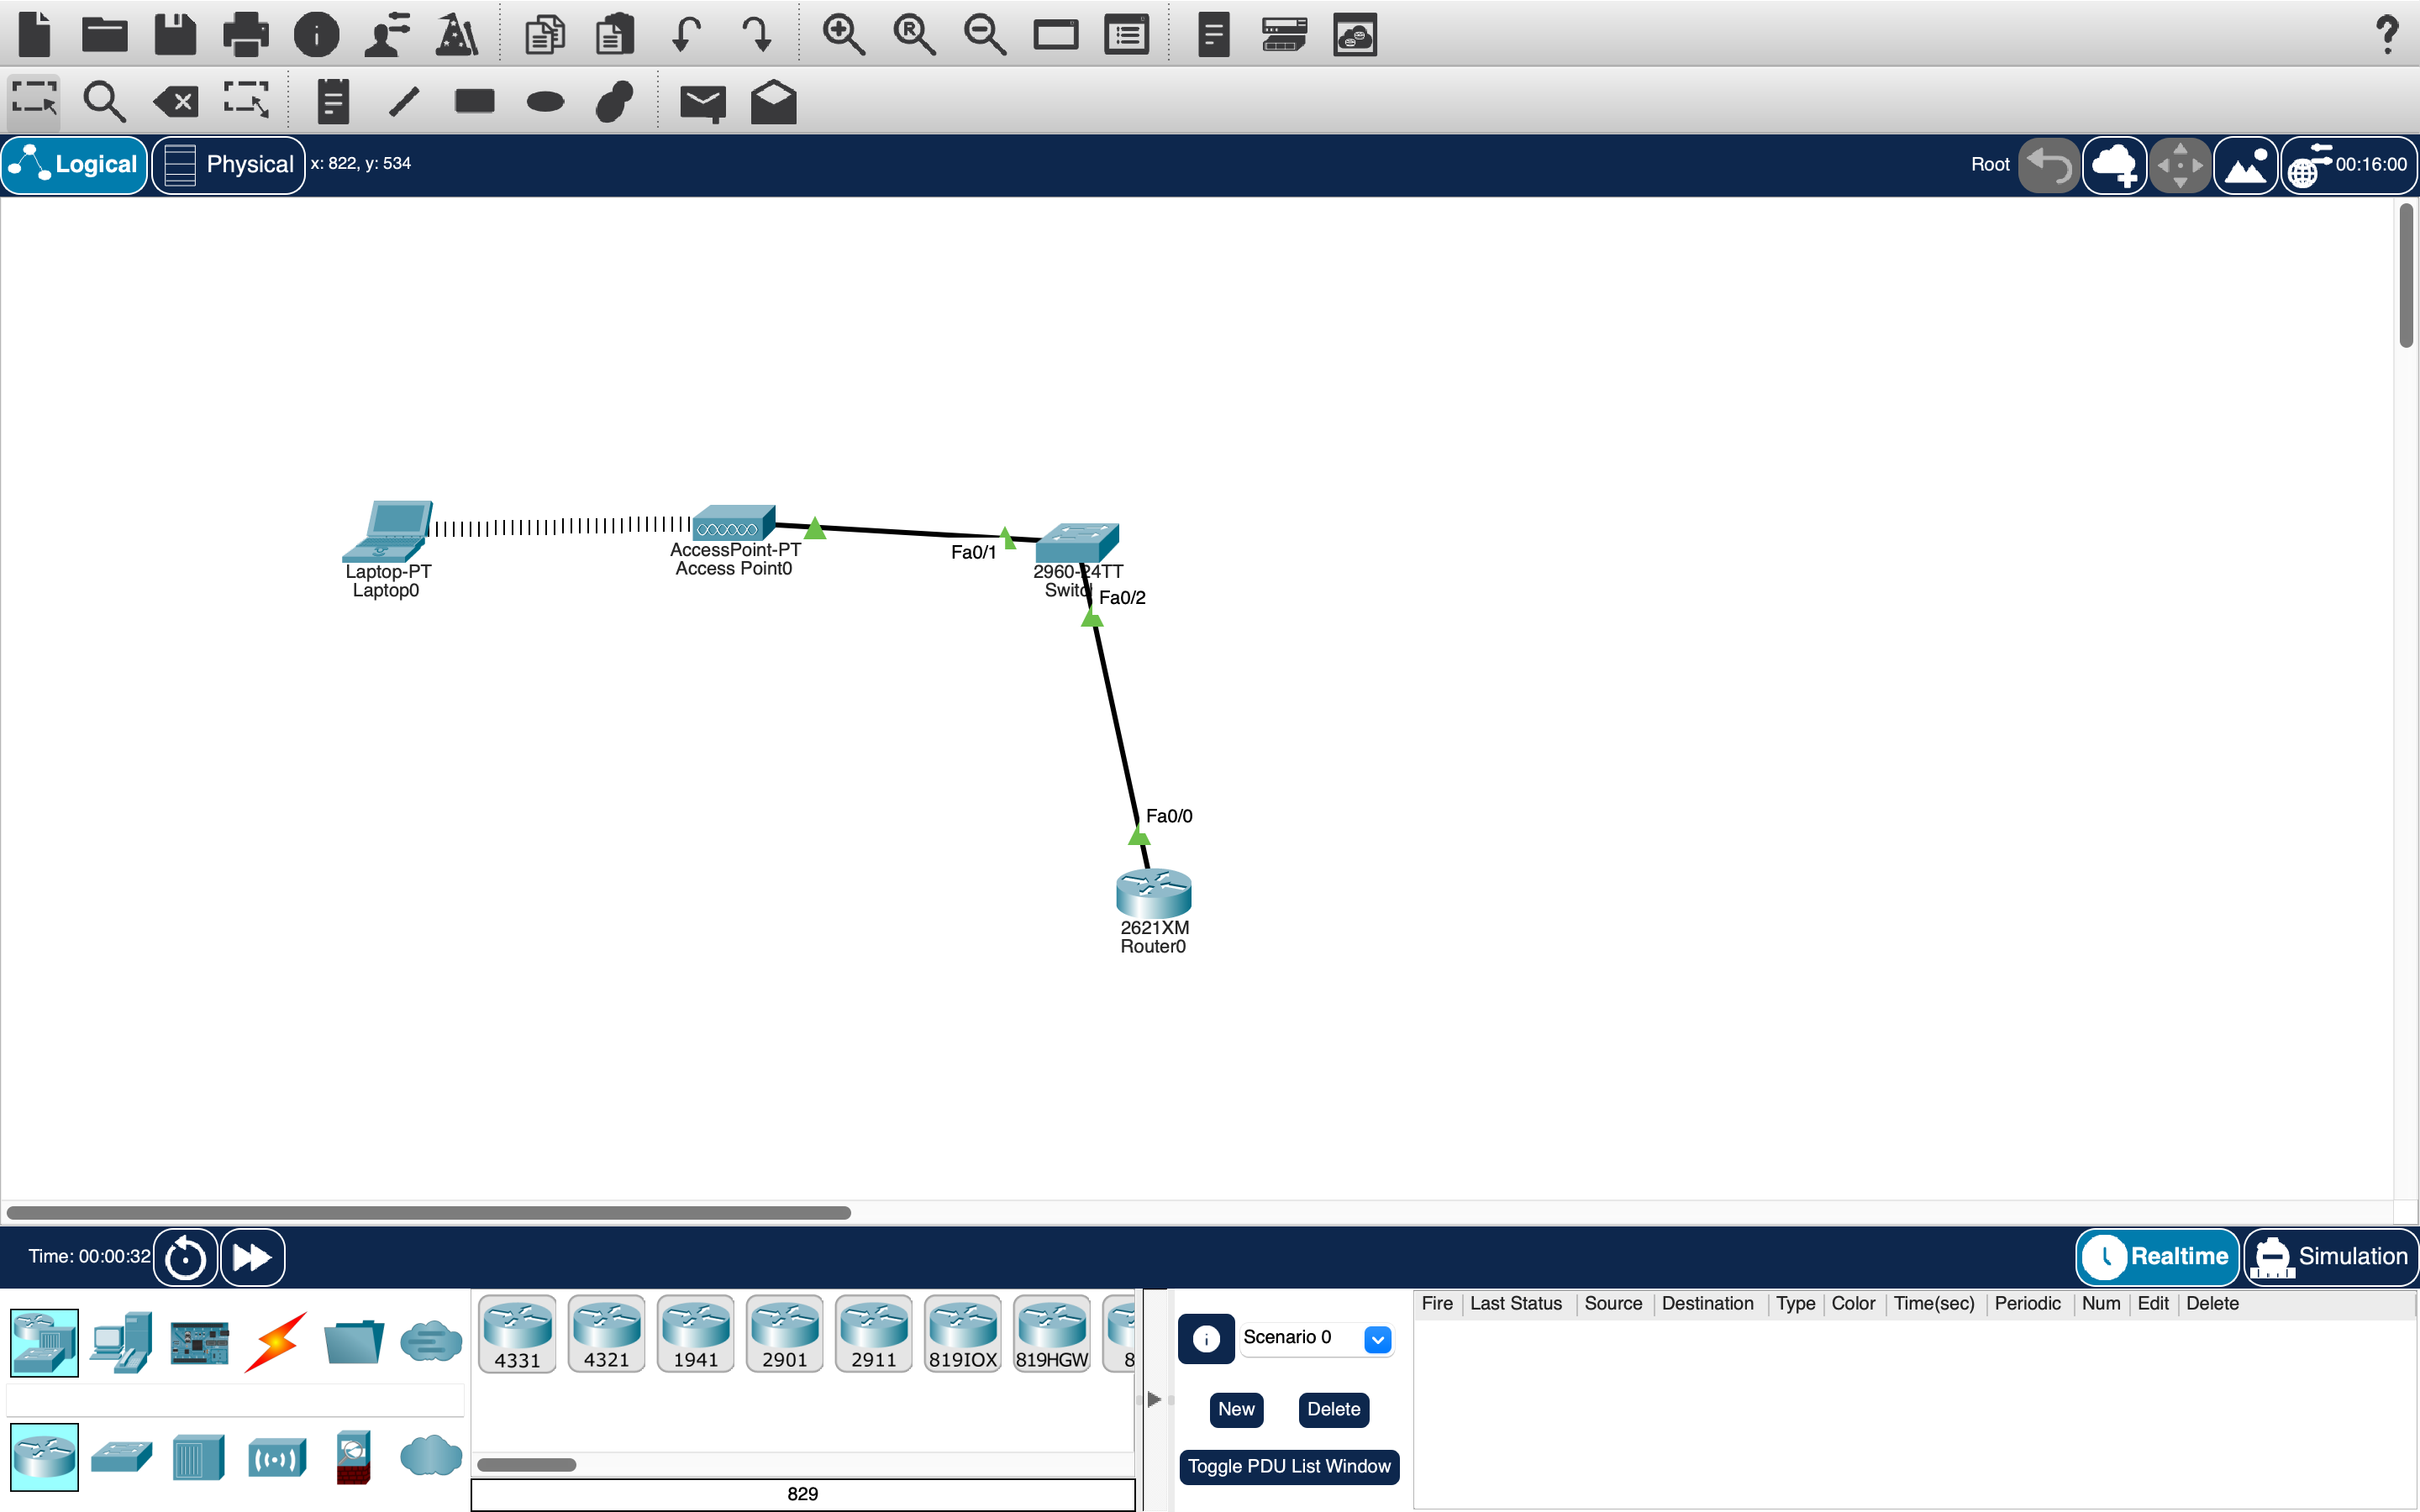 Logical
Physical
x: 822, y: 534
Root
00:16:00
Fa0/1
AccessPoint-PT
Access Point0
Laptop-PT
Laptop0
2960-24TT
Fa0/2
Fa0/0
2621XM
Router0
Time: 00:00:32
Realtime
Simulation
4331
4321
1941
2901
2911
819IOX
819HGW
829
Scenario 0
New
Delete
Toggle PDU List Window
Fire Last Status Source Destination Type Color Time(sec) Periodic Num Edit Delete